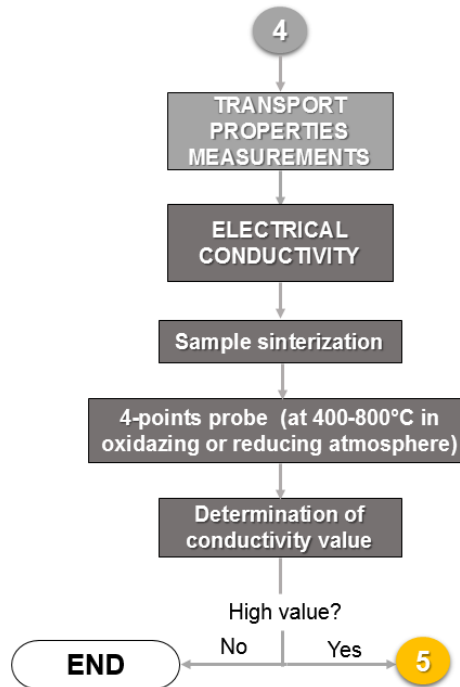 4
TRANSPORT
PROPERTIES
MEASUREMENTS
ELECTRICAL
CONDUCTIVITY
Sample sinterization
4-points probe (at 400-800°C in
oxidazing or reducing atmosphere)
Determination of
conductivity value
High value?
No
Yes
END
5